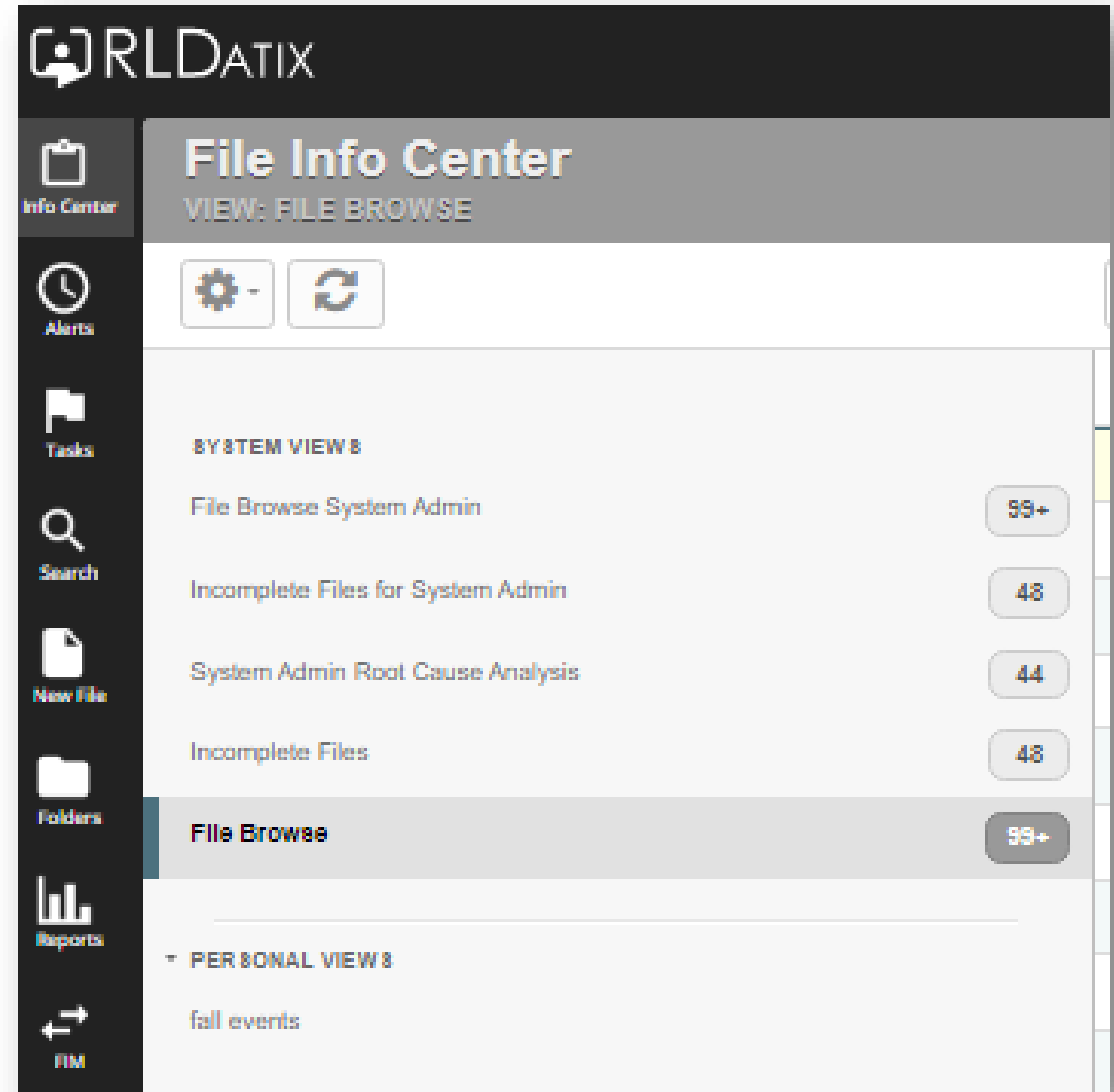 RLDATIX
File Info Center
VIEW: FILE BROWSE
Info Center
Alerts
Tasks
Search
New File
Folders
Reports
FIM
SYSTEM VIEWS
File Browse System Admin 99+
Incomplete Files for System Admin 48
System Admin Root Cause Analysis 44
Incomplete Files 48
File Browse 99+
PERSONAL VIEWS
fall events